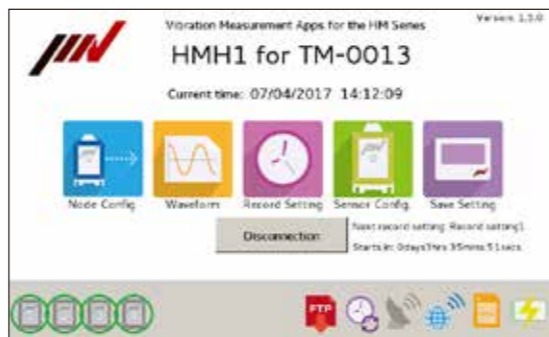 Vibration Measurement Apps for the HM Series
Version: 1.3.0
HMH1 for TM-0013
Current time: 07/04/2017 14:12:09
Node Config.
Waveform
Record Setting
Sensor Config.
Save Setting
Disconnection
Next record setting: Record setting1
Starts in: 0days 1hrs 35mins 51secs
FTP